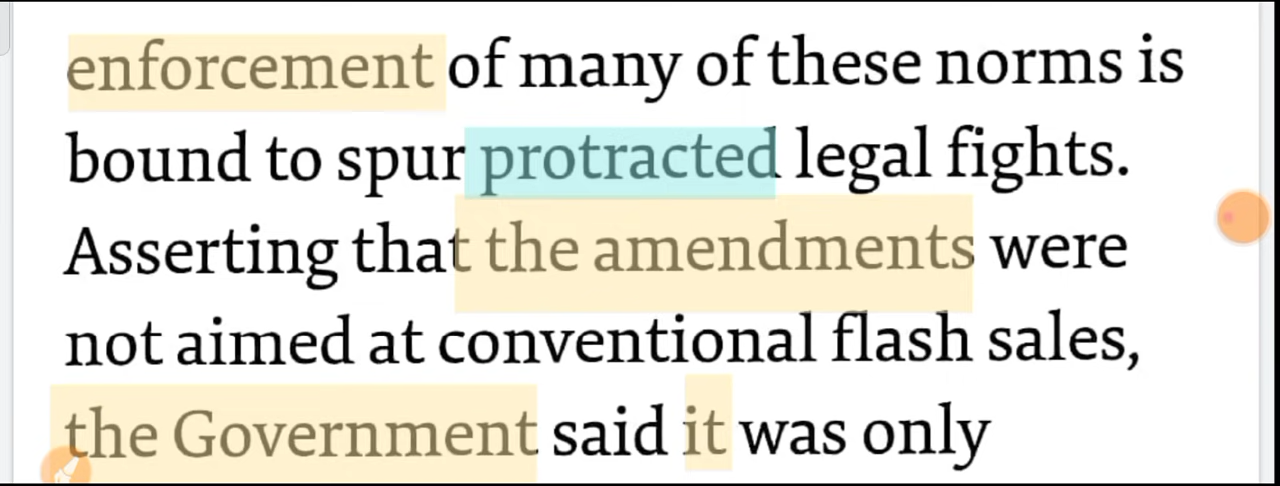 enforcement of many of these norms is
bound to spur protracted legal fights.
Asserting that the amendments were
not aimed at conventional flash sales,
the Government said it was only